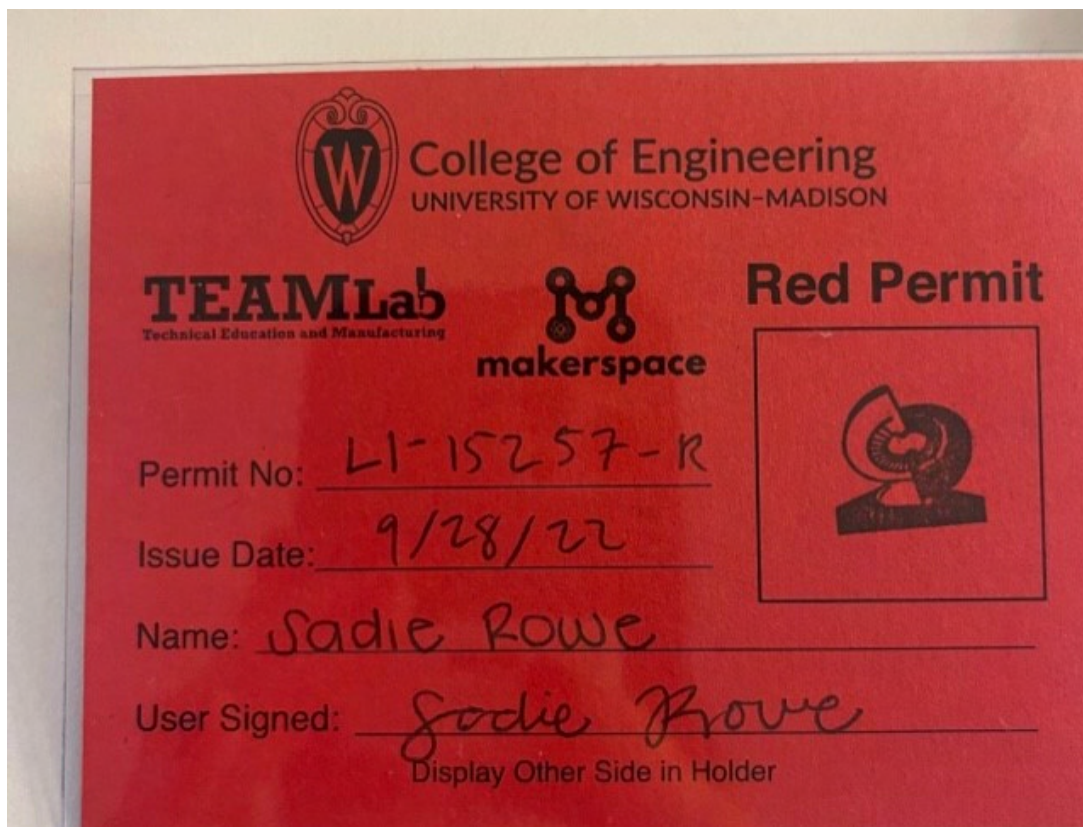 W
College of Engineering
UNIVERSITY OF WISCONSIN-MADISON
TEAMLab
Technical Education and Manufacturing
makerspace
Red Permit
Permit No: L1-15257-R
Issue Date: 9/28/22
Name: Sadie Rowe
User Signed: Sadie Rowe
Display Other Side in Holder